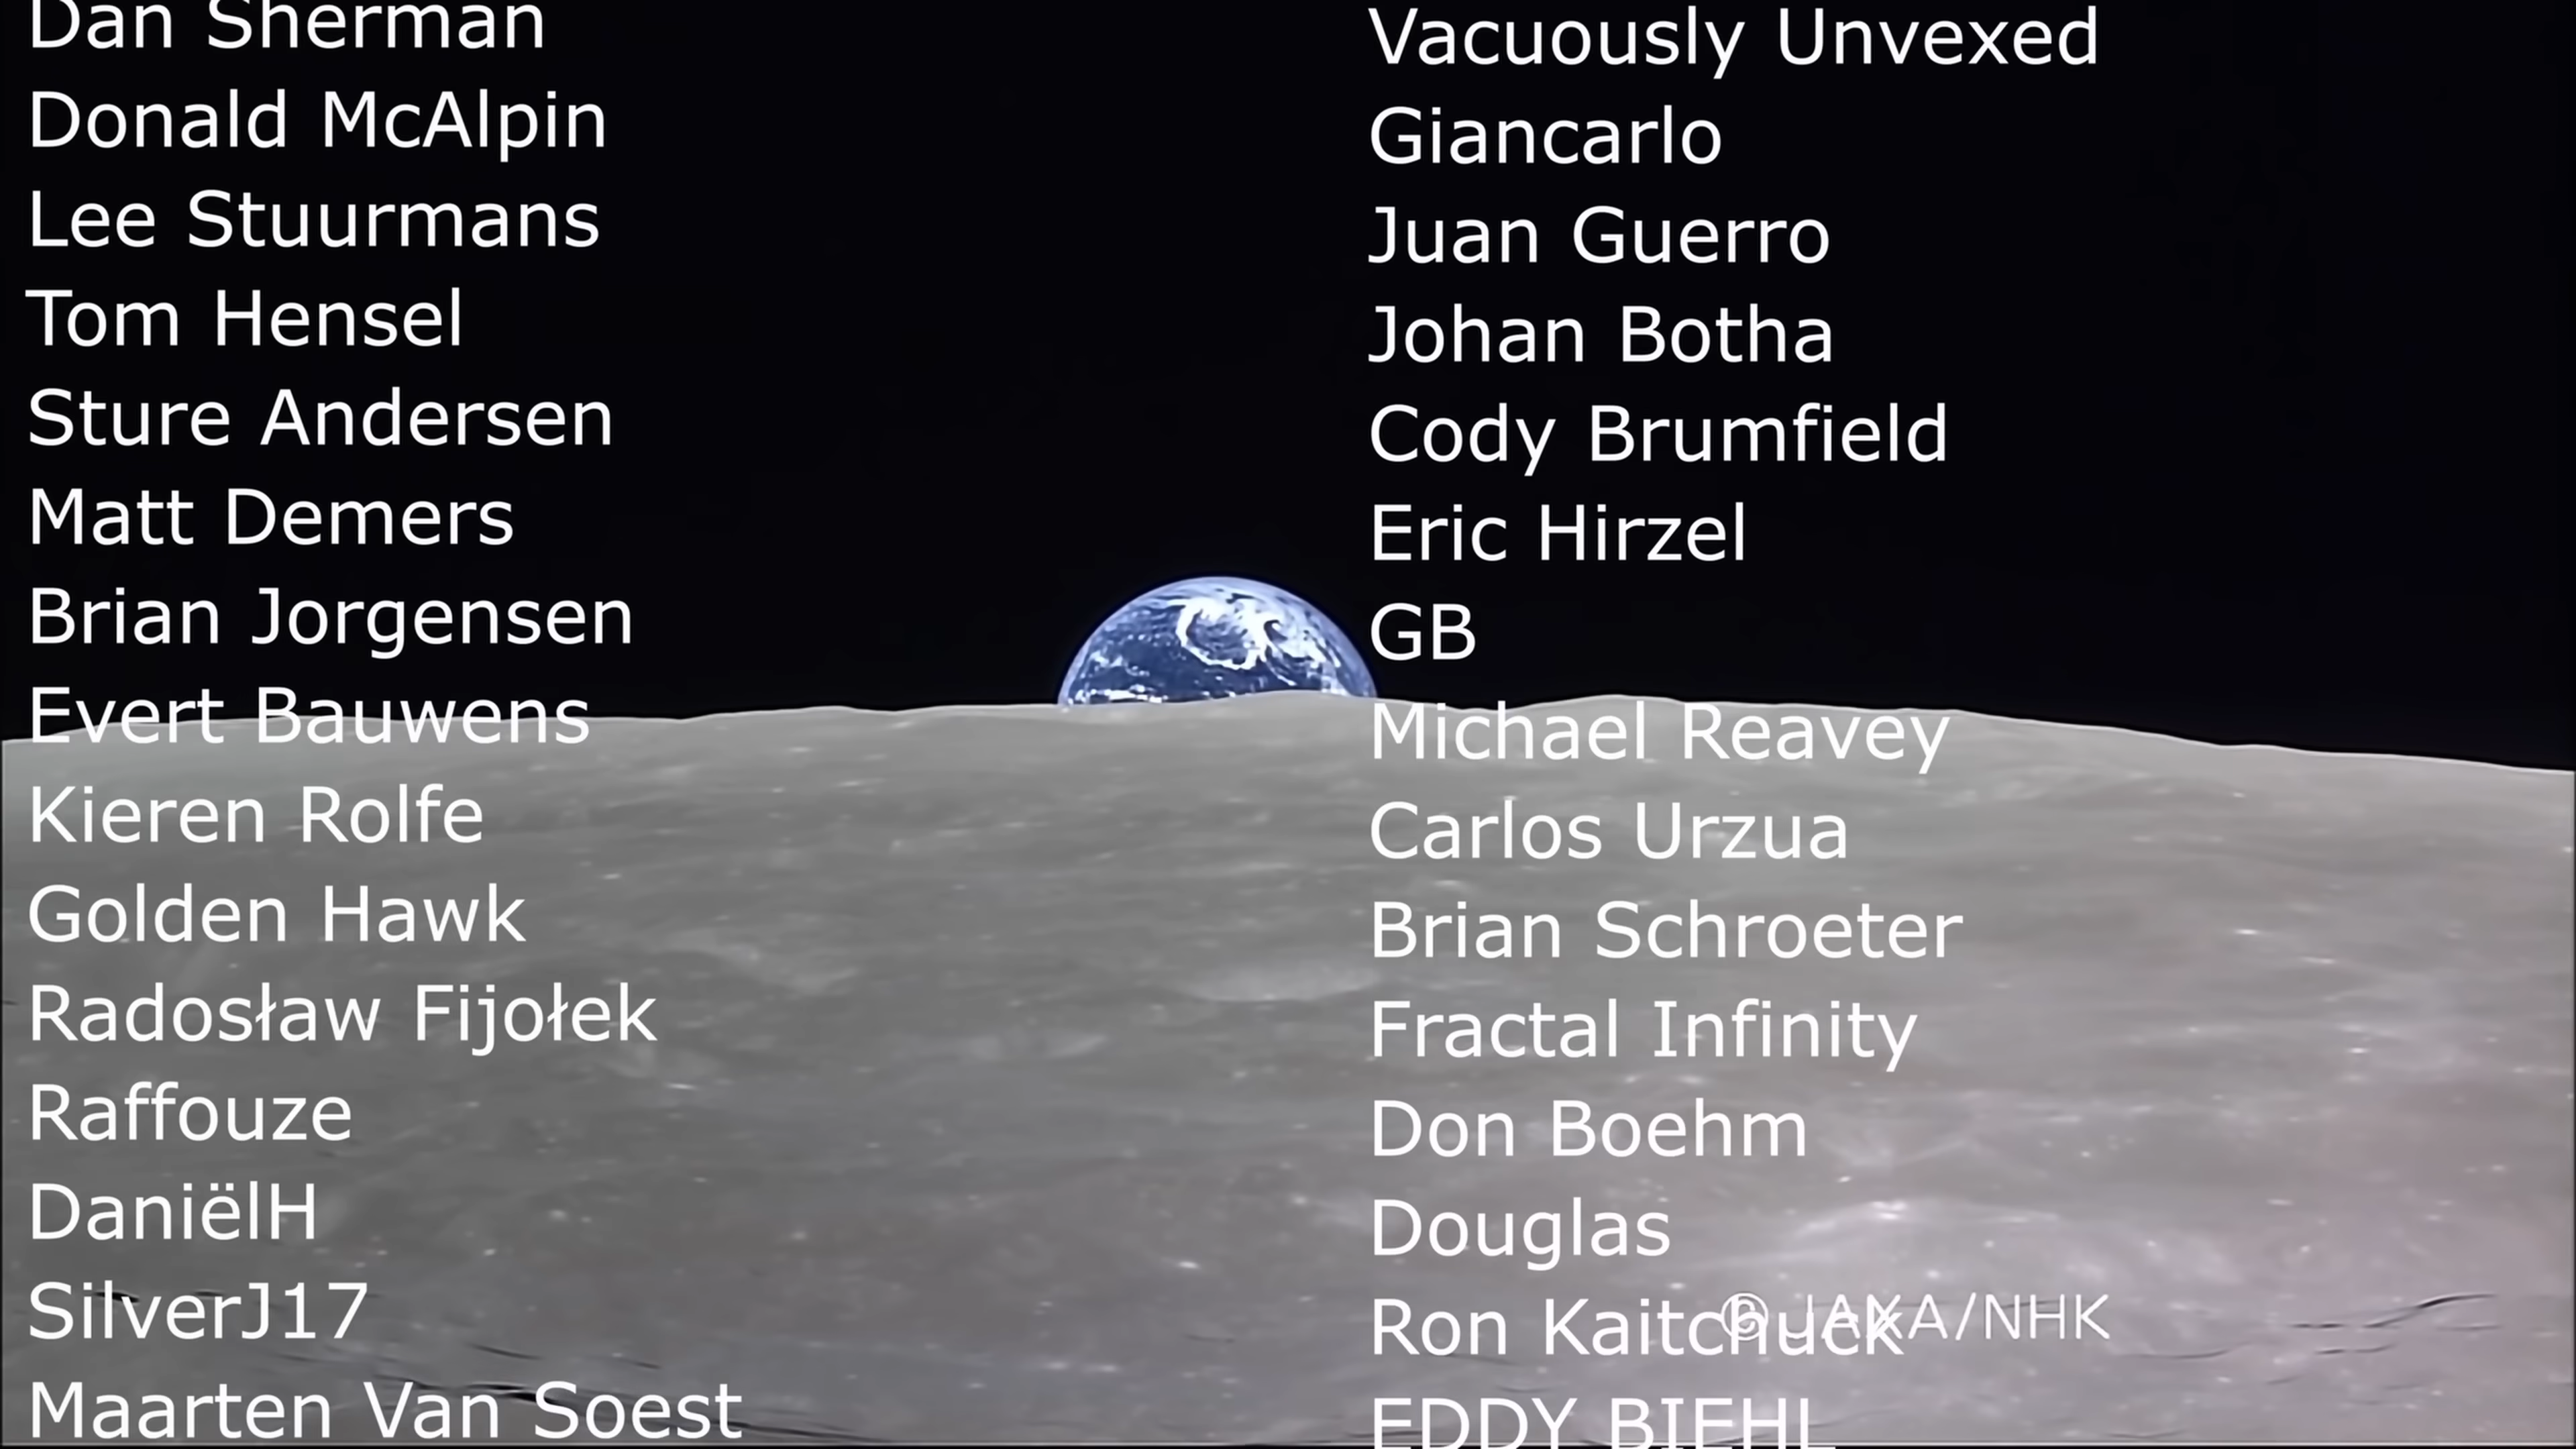 Dan Sherman
Donald McAlpin
Lee Stuurmans
Tom Hensel
Sture Andersen
Matt Demers
Brian Jorgensen
Evert Bauwens
Kieren Rolfe
Golden Hawk
Radosław Fijołek
Raffouze
DaniëlH
SilverJ17
Maarten Van Soest
Vacuously Unvexed
Giancarlo
Juan Guerro
Johan Botha
Cody Brumfield
Eric Hirzel
GB
Michael Reavey
Carlos Urzua
Brian Schroeter
Fractal Infinity
Don Boehm
Douglas
Ron Kaitchuck
© JAXA/NHK
EDDY BIEHL